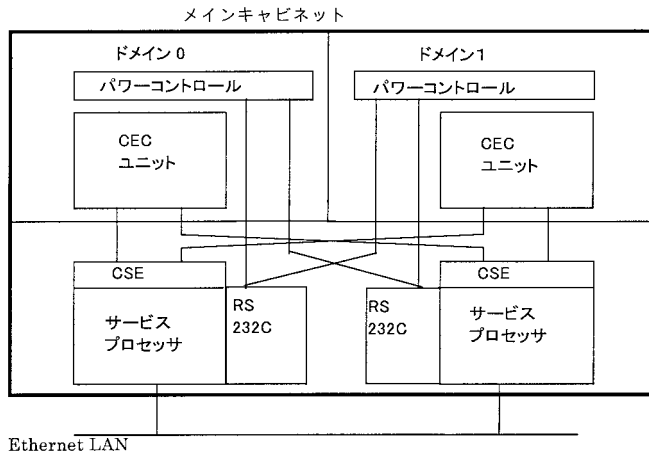 メインキャビネット
ドメイン0
ドメイン1
パワーコントロール
パワーコントロール
CEC
ユニット
CEC
ユニット
CSE
CSE
サービス
プロセッサ
RS
232C
RS
232C
サービス
プロセッサ
Ethernet LAN